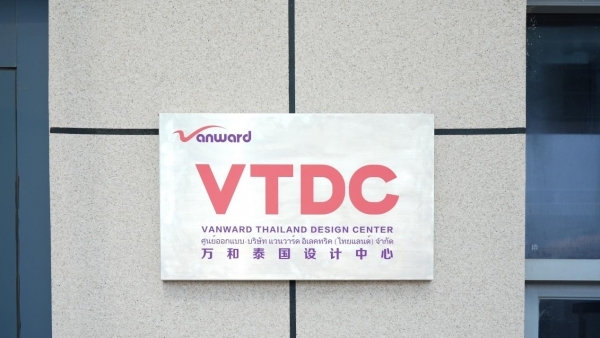 Vanward
VTDC
VANWARD THAILAND DESIGN CENTER
ศูนย์ออกแบบ บริษัท แวนวาร์ด อิเลคทริค (ไทยแลนด์) จำกัด
万和泰国设计中心